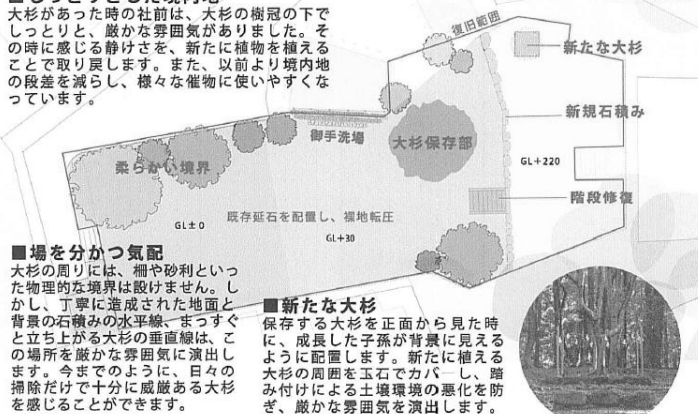 大杉があった時の社前は、大杉の樹冠の下で
しっとりと、厳かな雰囲気がありました。そ
の時に感じる静けさを、新たに植物を植える
ことで取り戻します。また、以前より境内地
の段差を減らし、様々な催物に使いやすくな
っています。
復旧範囲
新たな大杉
新規石積み
御手洗場
大杉保存部
柔らかい境界
GL+220
階段修復
既存延石を配置し、裸地転圧
GL±0
GL+30
■場を分かつ気配
大杉の周りには、柵や砂利といっ
た物理的な境界は設けません。し
かし、丁寧に造成された地面と
背景の石積みの水平線、まっすぐ
と立ち上がる大杉の垂直線は、こ
の場所を厳かな雰囲気に演出し
ます。今までのように、日々の
掃除だけで十分に威厳ある大杉
を感じることができます。
■新たな大杉
保存する大杉を正面から見た時
に、成長した子孫が背景に見える
ように配置します。新たに植える
大杉の周囲を玉石でカバーし、踏
み付けによる土壌環境の悪化を防
ぎ、厳かな雰囲気を演出します。